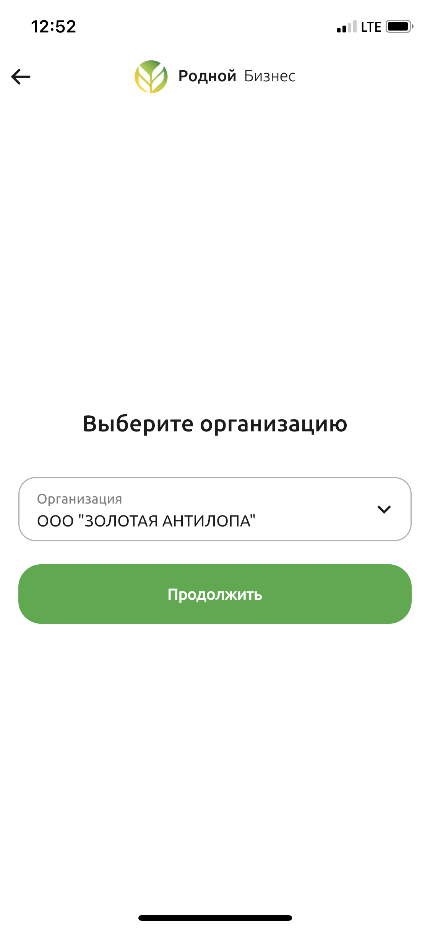 12:52
LTE
Родной Бизнес
Выберите организацию
Организация
ООО "ЗОЛОТАЯ АНТИЛОПА"
Продолжить